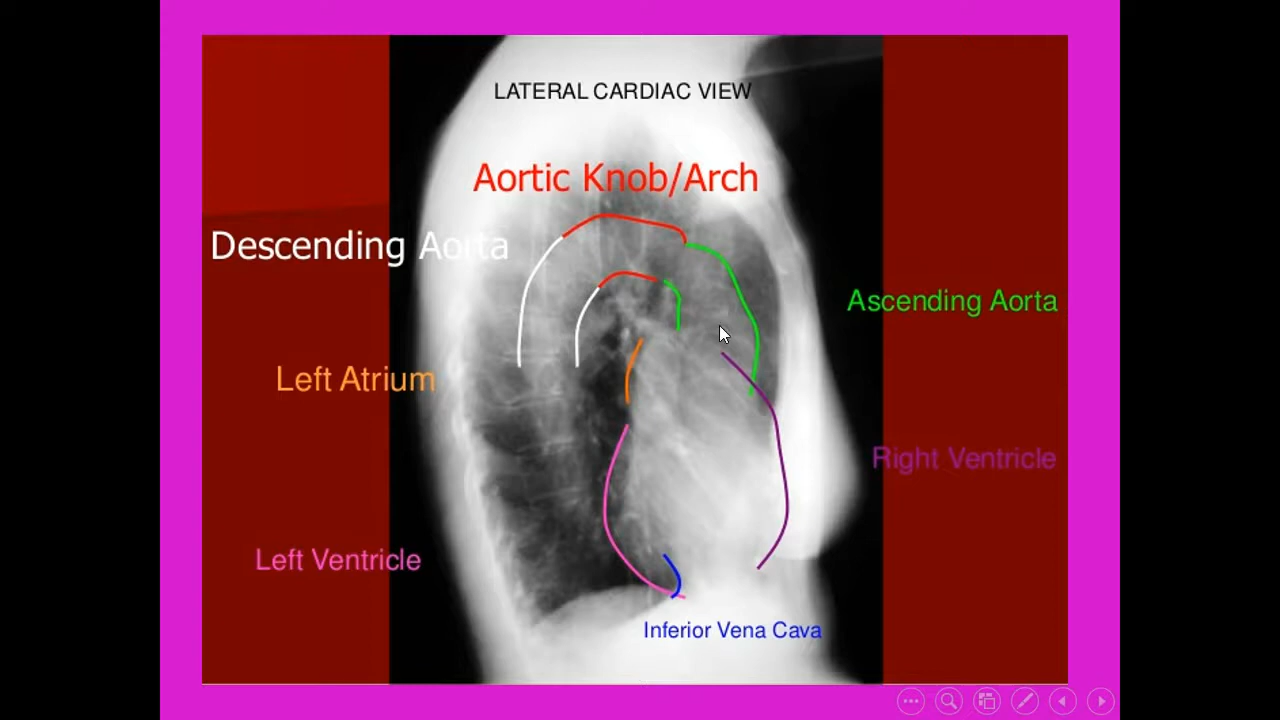 LATERAL CARDIAC VIEW
Aortic Knob/Arch
Descending Aorta
Ascending Aorta
Left Atrium
Right Ventricle
Left Ventricle
Inferior Vena Cava